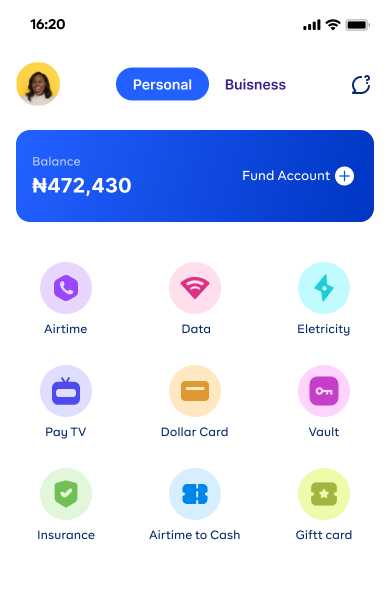 16:20
Personal Buisness
Balance
₦472,430
Fund Account
Airtime Data Eletricity
Pay TV Dollar Card Vault
Insurance Airtime to Cash Giftt card